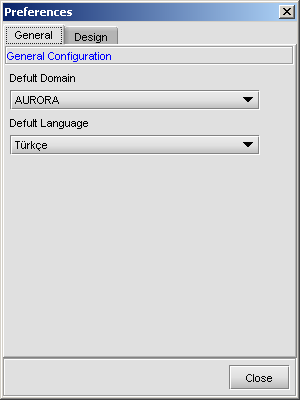 Preferences
General
Design
General Configuration
Defult Domain
AURORA
Defult Language
Türkçe
Close